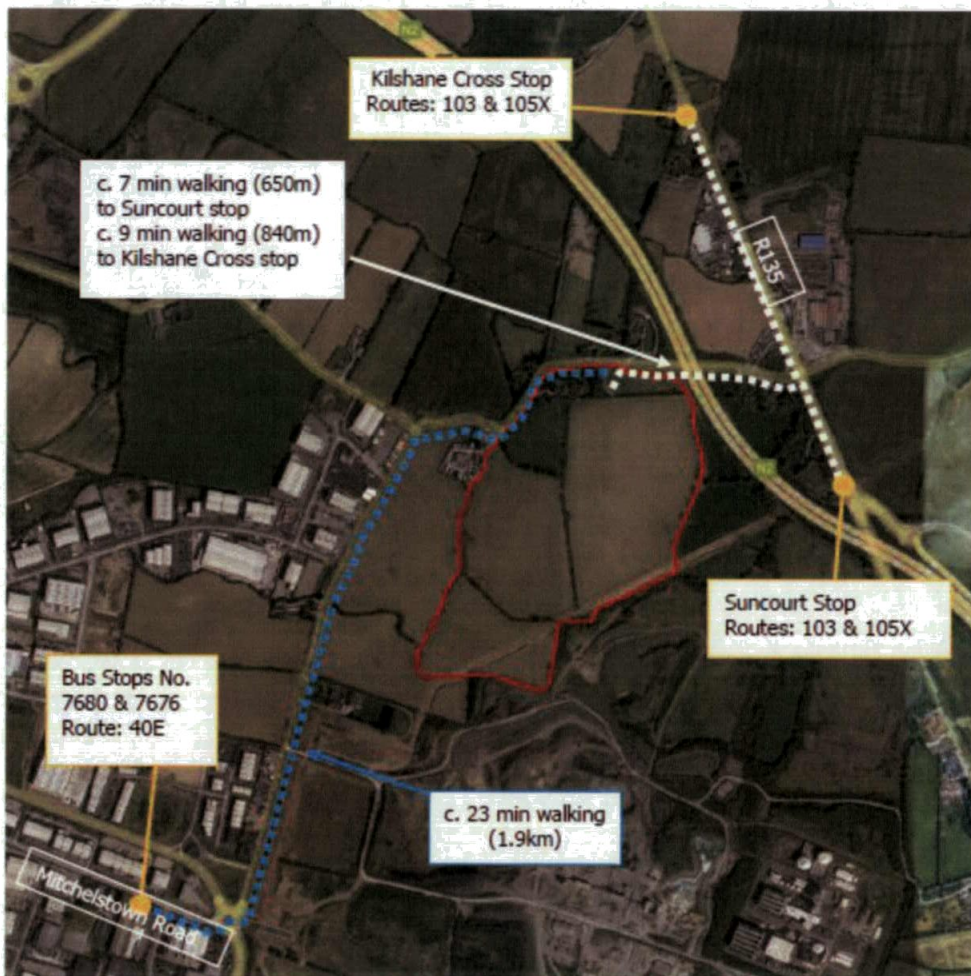 N2
Kilshane Cross Stop
Routes: 103 & 105X
c. 7 min walking (650m)
to Suncourt stop
c. 9 min walking (840m)
to Kilshane Cross stop
R135
N2
Suncourt Stop
Routes: 103 & 105X
Bus Stops No.
7680 & 7676
Route: 40E
c. 23 min walking
(1.9km)
Mitchelstown Road